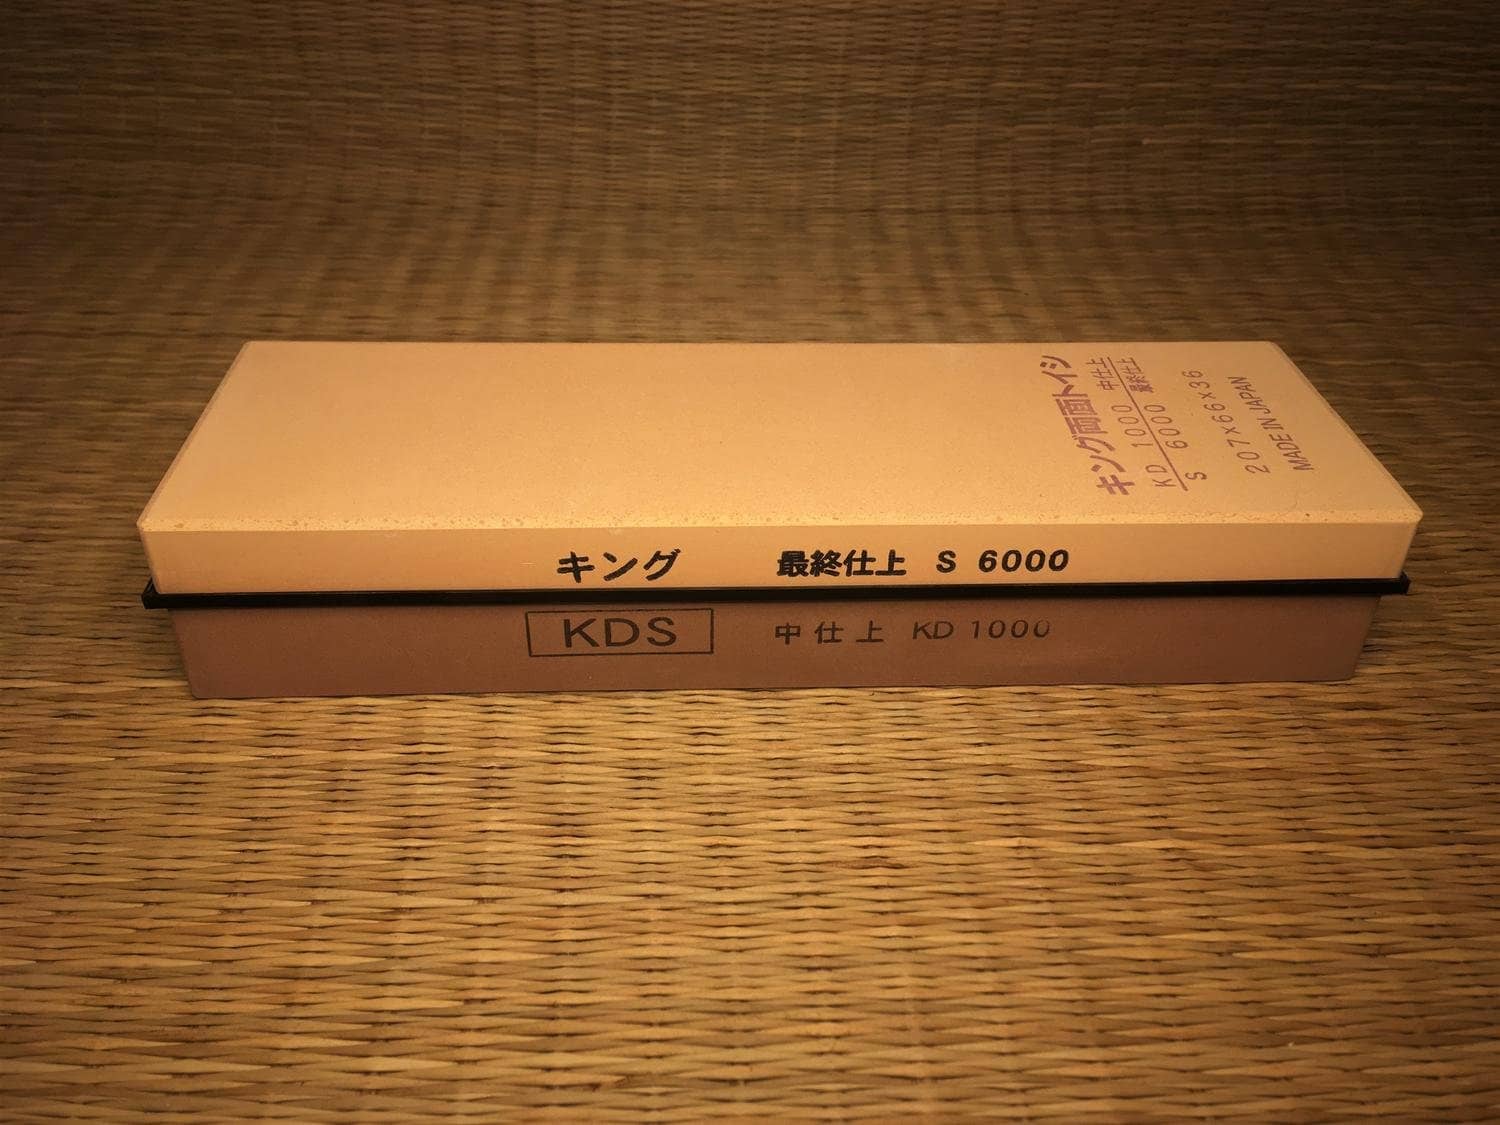 キング両面トイシ
KD 1000 中仕上
S 6000 最終仕上
207×66×36
MADE IN JAPAN
キング 最終仕上 S 6000
KDS 中仕上 KD 1000